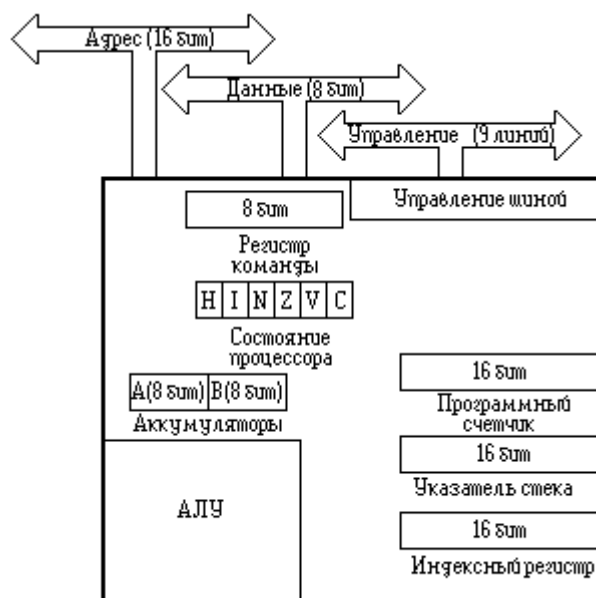 Адрес (16 бит)
Данные (8 бит)
Управление (9 линий)
8 бит
Управление шиной
Регистр
команды
H I N Z V C
Состояние
процессора
A(8 бит) B(8 бит)
Аккумуляторы
16 бит
Программный
счетчик
16 бит
Указатель стека
16 бит
Индексный регистр
АЛУ